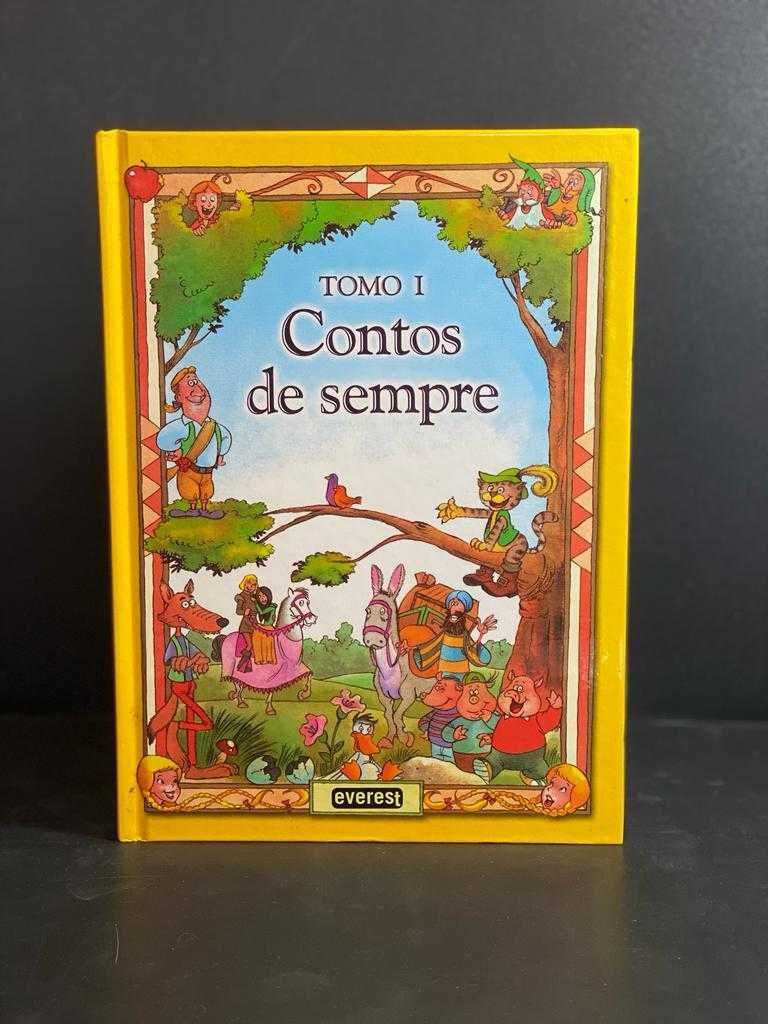 TOMO I
Contos
de sempre
everest